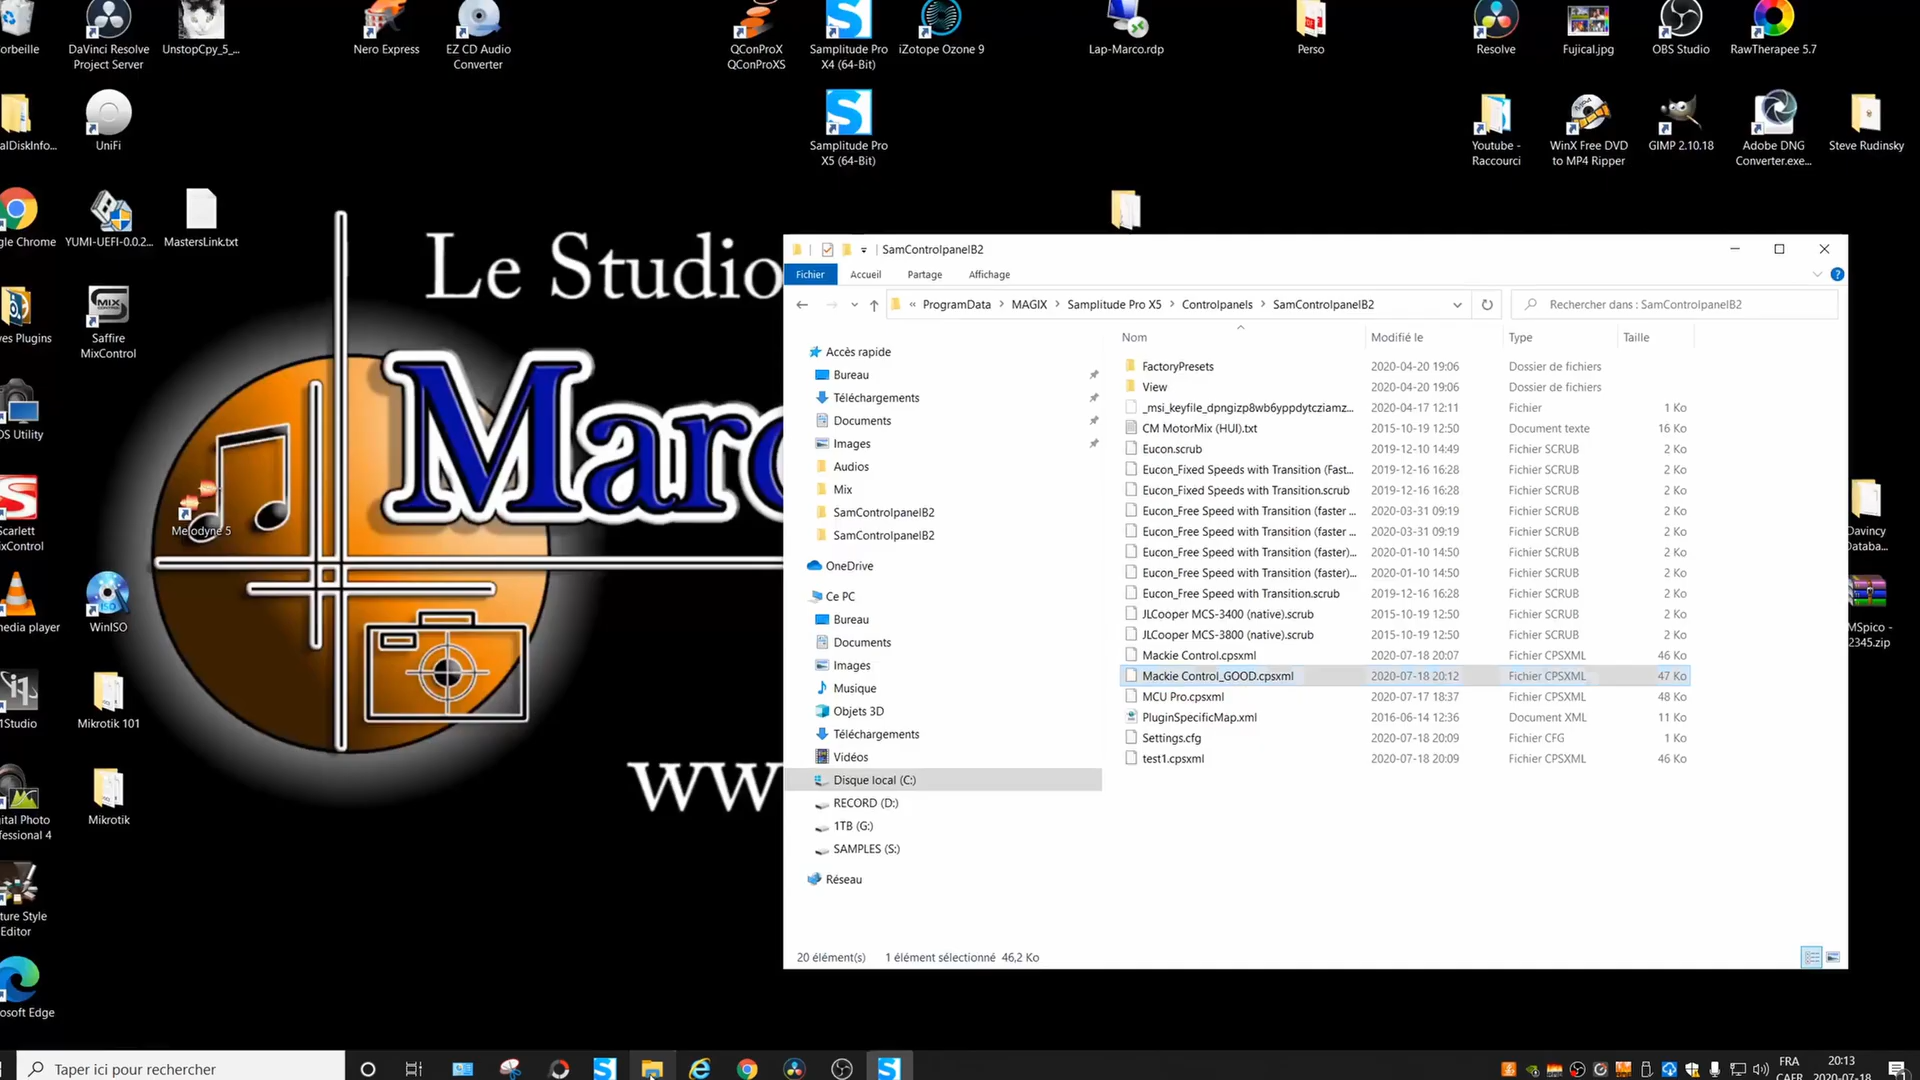 DaVinci Resolve
Project Server
UnstopCpy_5_...
Nero Express
EZ CD Audio
Converter
QConProX
QConProXS
Samplitude Pro
X4 (64-Bit)
iZotope Ozone 9
Lap-Marco.rdp
Perso
Resolve
Fujical.jpg
OBS Studio
RawTherapee 5.7
UniFi
Samplitude Pro
X5 (64-Bit)
Youtube -
Raccourci
WinX Free DVD
to MP4 Ripper
GIMP 2.10.18
Adobe DNG
Converter.exe...
Steve Rudinsky
gle Chrome
YUMI-UEFI-0.0.2...
MastersLink.txt
Le Studio
ves Plugins
MIX
Saffire
MixControl
OS Utility
Scarlett
ixControl
Melodyne 5
media player
WinISO
1Studio
Mikrotik 101
gital Photo
ofessional 4
Mikrotik
ture Style
Editor
osoft Edge
www
Davincy
Databa...
2345.zip
SamControlpanelB2
Fichier
Accueil
Partage
Affichage
« ProgramData > MAGIX > Samplitude Pro X5 > Controlpanels > SamControlpanelB2
Rechercher dans : SamControlpanelB2
Accès rapide
Bureau
Téléchargements
Documents
Images
Audios
Mix
SamControlpanelB2
SamControlpanelB2
OneDrive
Ce PC
Bureau
Documents
Images
Musique
Objets 3D
Téléchargements
Vidéos
Disque local (C:)
RECORD (D:)
1TB (G:)
SAMPLES (S:)
Réseau
Nom Modifié le Type Taille
FactoryPresets 2020-04-20 19:06 Dossier de fichiers
View 2020-04-20 19:06 Dossier de fichiers
_msi_keyfile_dpngizp8wb6yppdytcziamz... 2020-04-17 12:11 Fichier 1 Ko
CM MotorMix (HUI).txt 2015-10-19 12:50 Document texte 16 Ko
Eucon.scrub 2019-12-10 14:49 Fichier SCRUB 2 Ko
Eucon_Fixed Speeds with Transition (Fast... 2019-12-16 16:28 Fichier SCRUB 2 Ko
Eucon_Fixed Speeds with Transition.scrub 2019-12-16 16:28 Fichier SCRUB 2 Ko
Eucon_Free Speed with Transition (faster ... 2020-03-31 09:19 Fichier SCRUB 2 Ko
Eucon_Free Speed with Transition (faster ... 2020-03-31 09:19 Fichier SCRUB 2 Ko
Eucon_Free Speed with Transition (faster)... 2020-01-10 14:50 Fichier SCRUB 2 Ko
Eucon_Free Speed with Transition (faster)... 2020-01-10 14:50 Fichier SCRUB 2 Ko
Eucon_Free Speed with Transition.scrub 2019-12-16 16:28 Fichier SCRUB 2 Ko
JLCooper MCS-3400 (native).scrub 2015-10-19 12:50 Fichier SCRUB 2 Ko
JLCooper MCS-3800 (native).scrub 2015-10-19 12:50 Fichier SCRUB 2 Ko
Mackie Control.cpsxml 2020-07-18 20:07 Fichier CPSXML 46 Ko
Mackie Control_GOOD.cpsxml 2020-07-18 20:12 Fichier CPSXML 47 Ko
MCU Pro.cpsxml 2020-07-17 18:37 Fichier CPSXML 48 Ko
PluginSpecificMap.xml 2016-06-14 12:36 Document XML 11 Ko
Settings.cfg 2020-07-18 20:09 Fichier CFG 1 Ko
test1.cpsxml 2020-07-18 20:09 Fichier CPSXML 46 Ko
20 élément(s) 1 élément sélectionné 46,2 Ko
Taper ici pour rechercher
FRA
20:13
2020-07-18